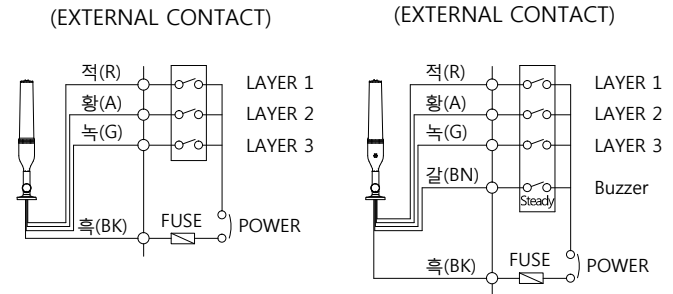 (EXTERNAL CONTACT)
적(R)
LAYER 1
황(A)
LAYER 2
녹(G)
LAYER 3
흑(BK)
FUSE
POWER
(EXTERNAL CONTACT)
적(R)
LAYER 1
황(A)
LAYER 2
녹(G)
LAYER 3
갈(BN)
Buzzer
Steady
흑(BK)
FUSE
POWER